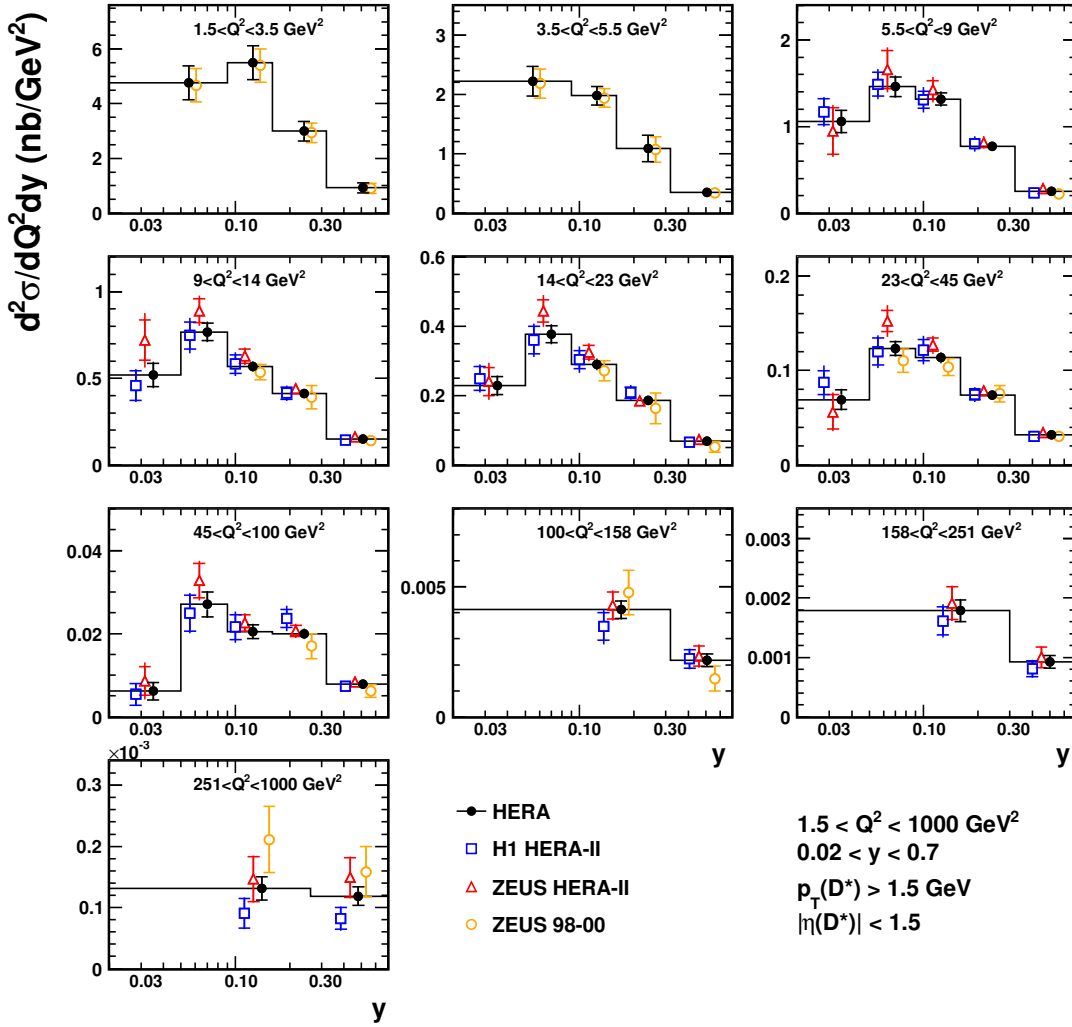 d²σ/dQ²dy (nb/GeV²)
1.5<Q²<3.5 GeV²
0
2
4
6
0.03
0.10
0.30
3.5<Q²<5.5 GeV²
0
1
2
3
0.03
0.10
0.30
5.5<Q²<9 GeV²
0
1
2
0.03
0.10
0.30
9<Q²<14 GeV²
0
0.5
1
0.03
0.10
0.30
14<Q²<23 GeV²
0
0.2
0.4
0.6
0.03
0.10
0.30
23<Q²<45 GeV²
0
0.1
0.2
0.03
0.10
0.30
45<Q²<100 GeV²
0
0.02
0.04
0.03
0.10
0.30
100<Q²<158 GeV²
0
0.005
0.03
0.10
0.30
y
158<Q²<251 GeV²
0
0.001
0.002
0.003
0.03
0.10
0.30
y
×10⁻³
251<Q²<1000 GeV²
0
0.1
0.2
0.3
0.03
0.10
0.30
y
HERA
H1 HERA-II
ZEUS HERA-II
ZEUS 98-00
1.5 < Q² < 1000 GeV²
0.02 < y < 0.7
p_T(D*) > 1.5 GeV
|η(D*)| < 1.5